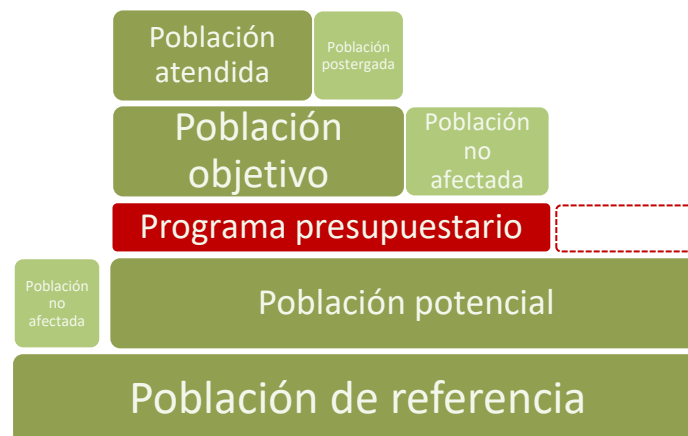 Población
atendida
Población
postergada
Población
objetivo
Población
no
afectada
Programa presupuestario
Población
no
afectada
Población potencial
Población de referencia